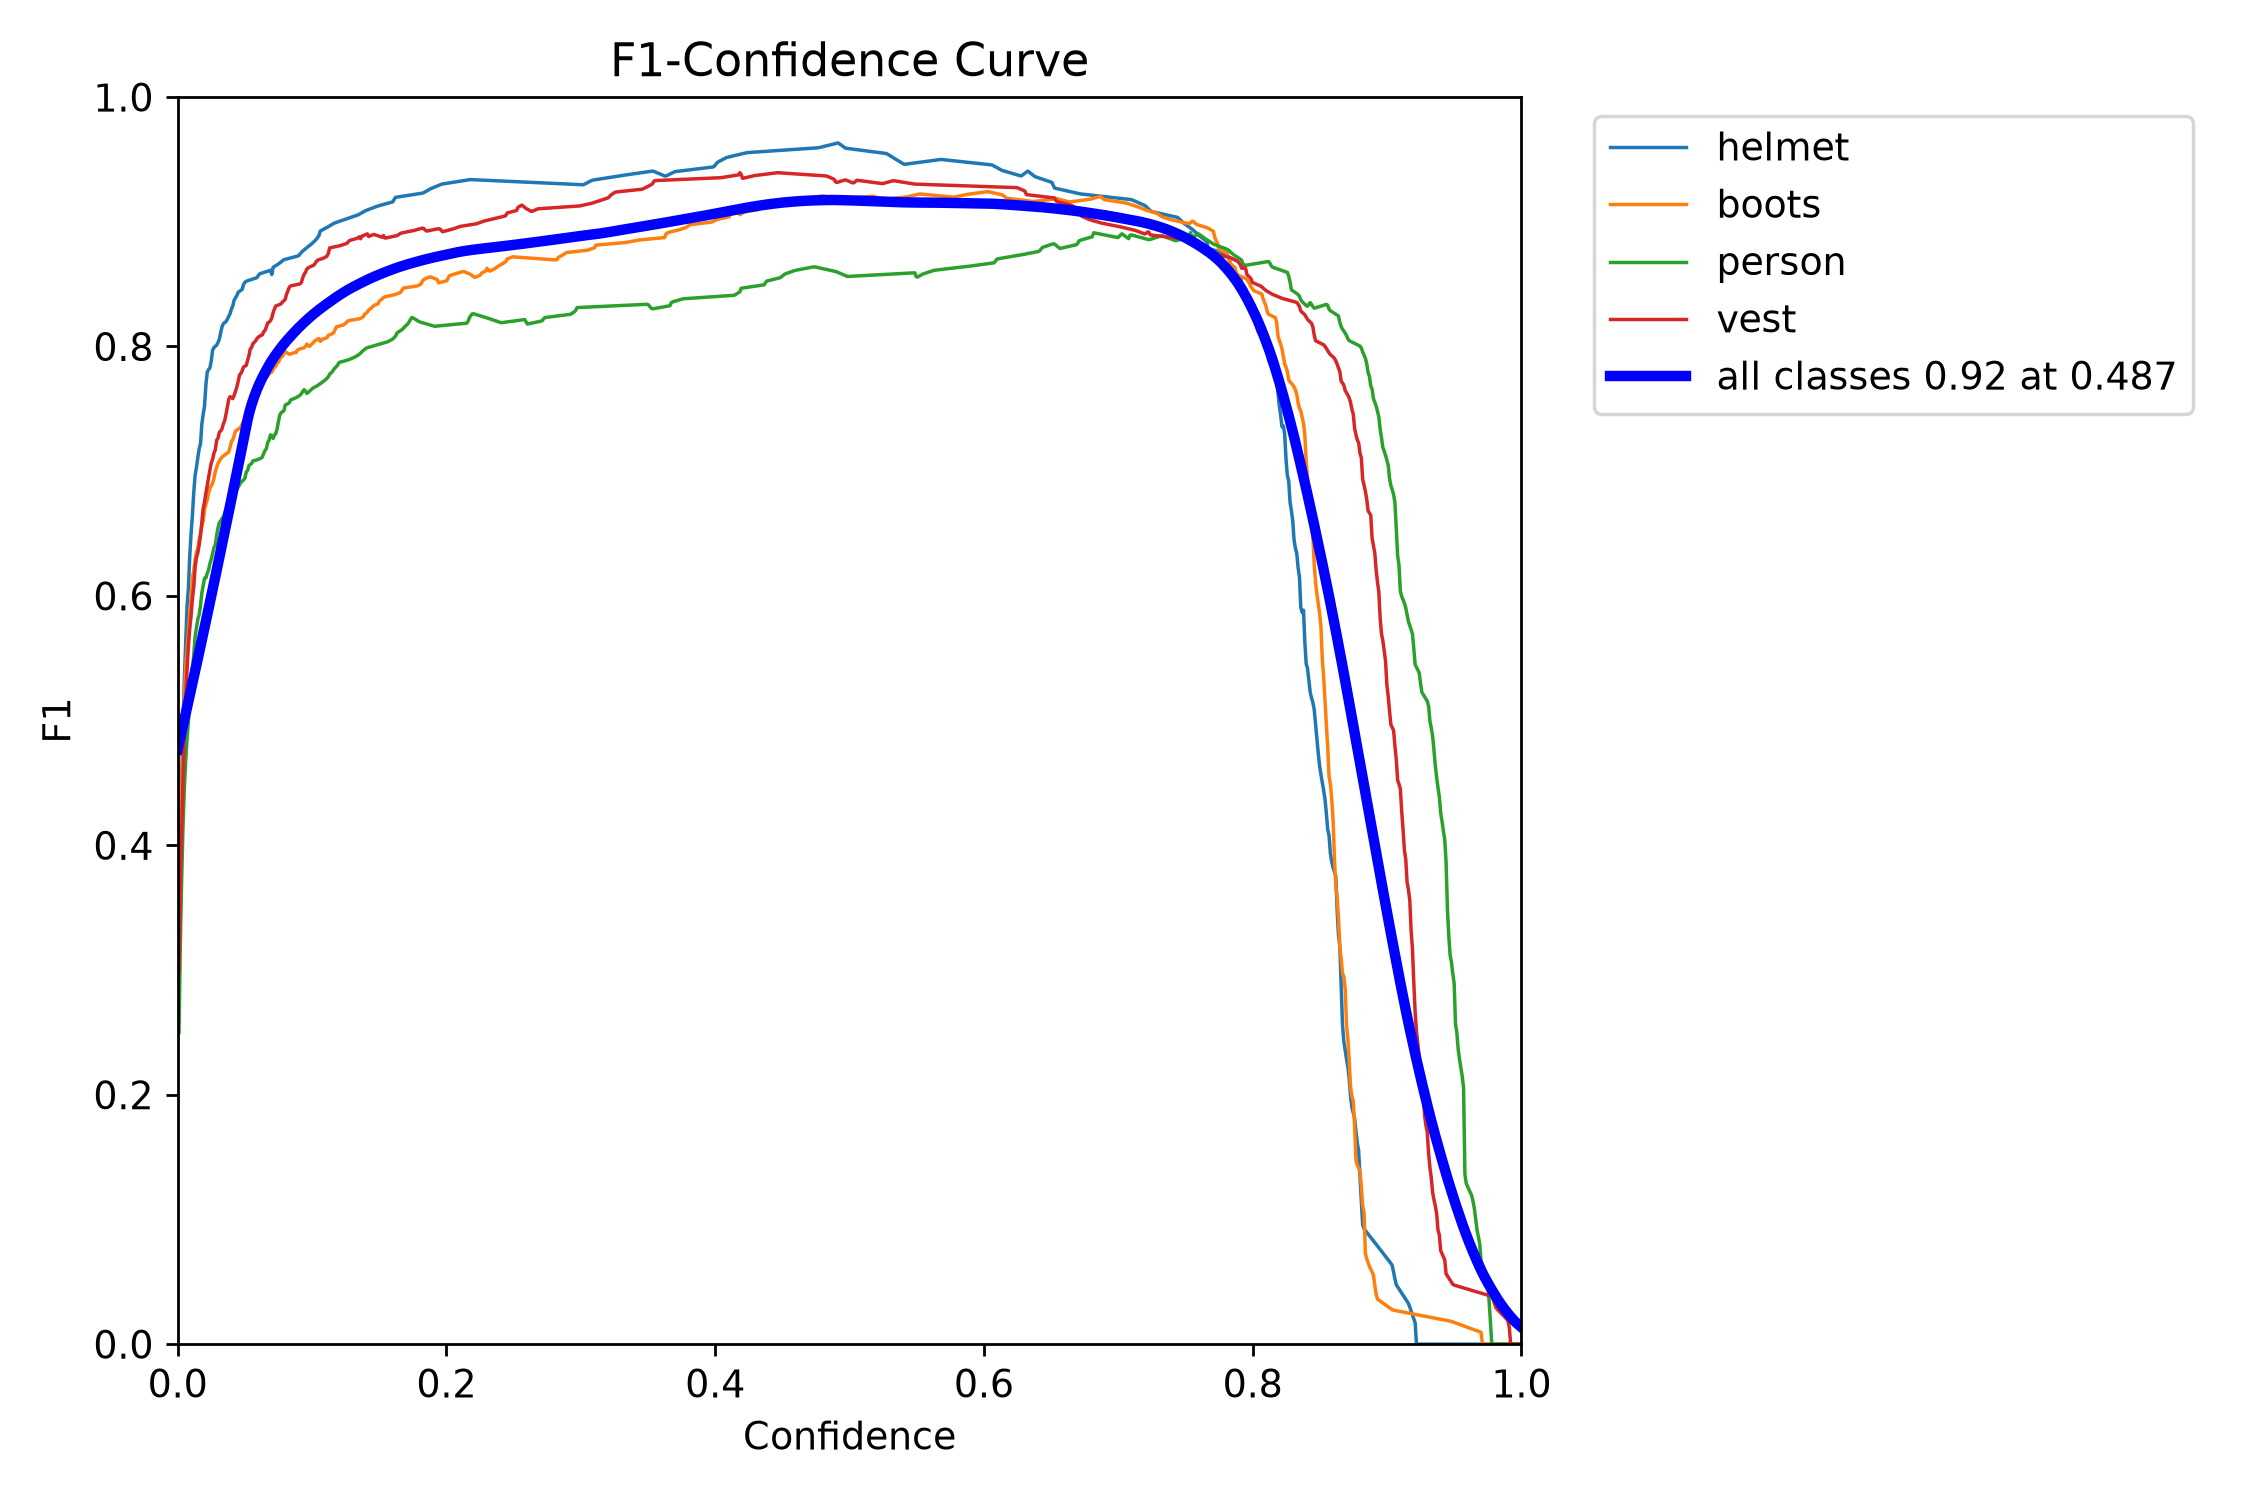 F1-Confidence Curve
1.0
0.8
0.6
0.4
0.2
0.0
F1
0.0 0.2 0.4 0.6 0.8 1.0
Confidence
helmet
boots
person
vest
all classes 0.92 at 0.487